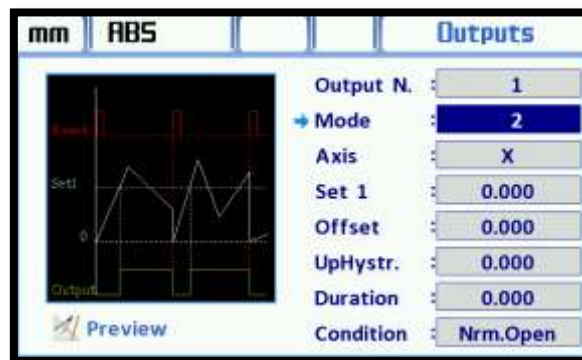 mm ABS Outputs
Output N. : 1
Mode : 2
Axis : X
Set 1 : 0.000
Offset : 0.000
UpHystr. : 0.000
Duration : 0.000
Condition : Nrm.Open
Reset
Set1
0
Output
Preview